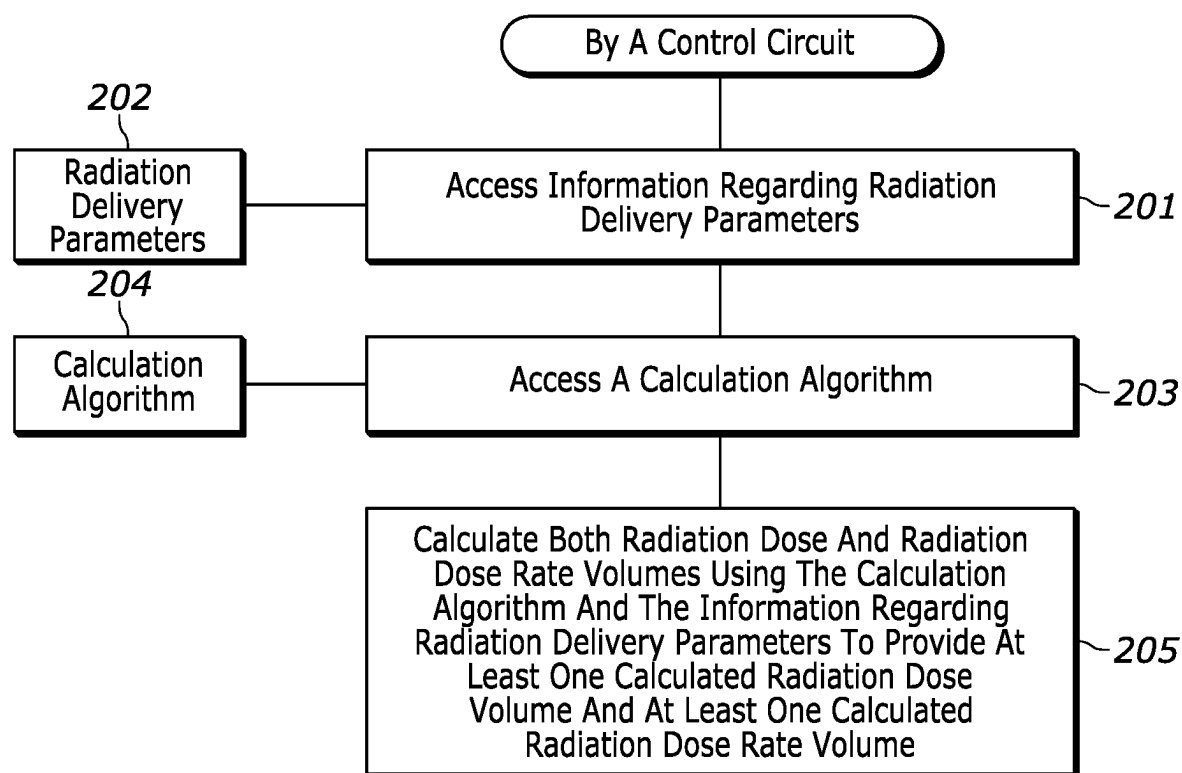 By A Control Circuit
202
Radiation
Delivery
Parameters
Access Information Regarding Radiation
Delivery Parameters
201
204
Calculation
Algorithm
Access A Calculation Algorithm
203
Calculate Both Radiation Dose And Radiation
Dose Rate Volumes Using The Calculation
Algorithm And The Information Regarding
Radiation Delivery Parameters To Provide At
Least One Calculated Radiation Dose
Volume And At Least One Calculated
Radiation Dose Rate Volume
205